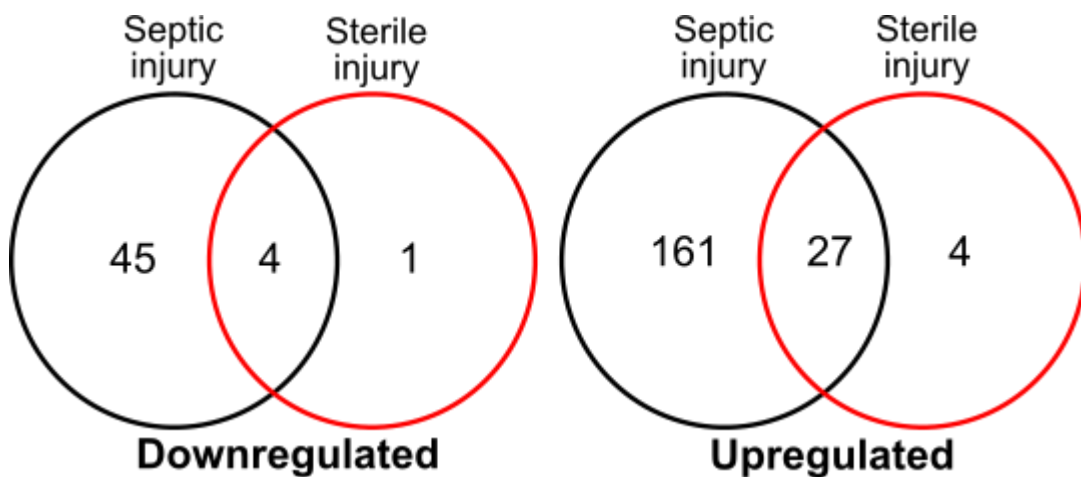 Septic
injury
Sterile
injury
45
4
1
Downregulated
Septic
injury
Sterile
injury
161
27
4
Upregulated